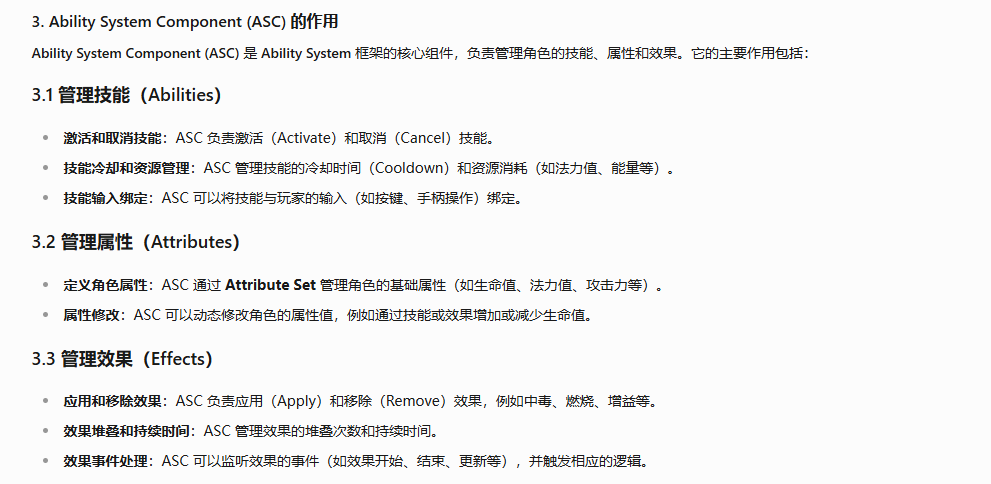 3. Ability System Component (ASC) 的作用
Ability System Component (ASC) 是 Ability System 框架的核心组件，负责管理角色的技能、属性和效果。它的主要作用包括：
3.1 管理技能（Abilities）
激活和取消技能：ASC 负责激活（Activate）和取消（Cancel）技能。
技能冷却和资源管理：ASC 管理技能的冷却时间（Cooldown）和资源消耗（如法力值、能量等）。
技能输入绑定：ASC 可以将技能与玩家的输入（如按键、手柄操作）绑定。
3.2 管理属性（Attributes）
定义角色属性：ASC 通过 Attribute Set 管理角色的基础属性（如生命值、法力值、攻击力等）。
属性修改：ASC 可以动态修改角色的属性值，例如通过技能或效果增加或减少生命值。
3.3 管理效果（Effects）
应用和移除效果：ASC 负责应用（Apply）和移除（Remove）效果，例如中毒、燃烧、增益等。
效果堆叠和持续时间：ASC 管理效果的堆叠次数和持续时间。
效果事件处理：ASC 可以监听效果的事件（如效果开始、结束、更新等），并触发相应的逻辑。